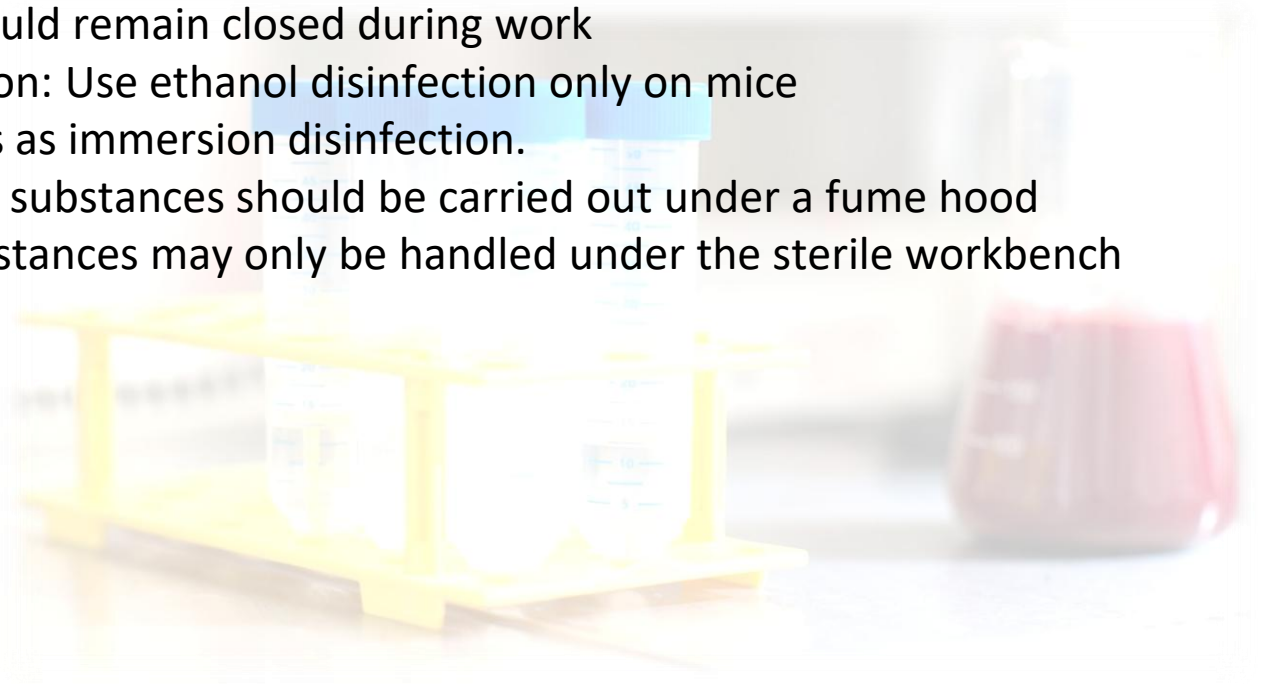 uld remain closed during work
on: Use ethanol disinfection only on mice
s as immersion disinfection.
substances should be carried out under a fume hood
stances may only be handled under the sterile workbench